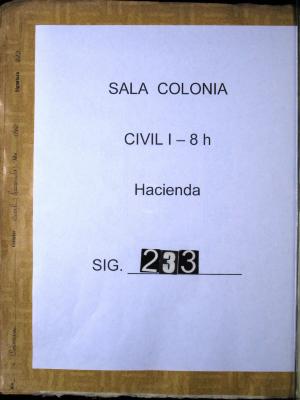 SALA COLONIA
CIVIL I – 8 h
Hacienda
SIG. 233